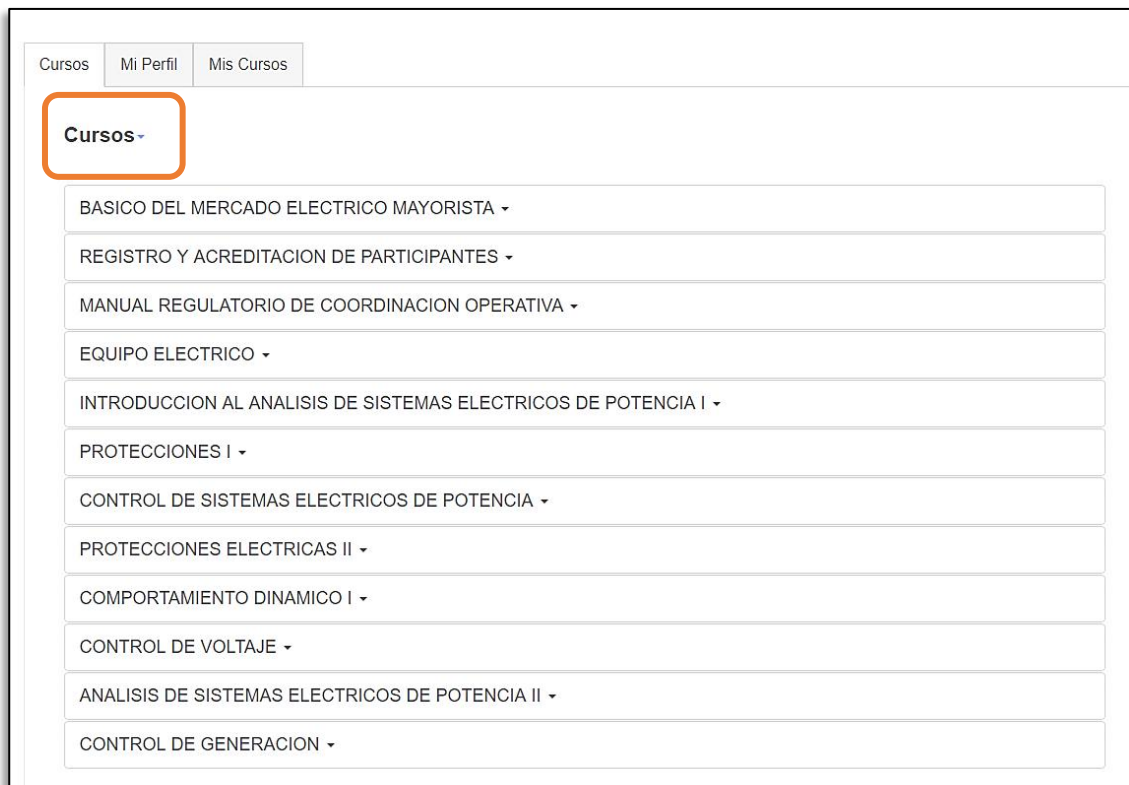 Cursos Mi Perfil Mis Cursos
Cursos
BASICO DEL MERCADO ELECTRICO MAYORISTA
REGISTRO Y ACREDITACION DE PARTICIPANTES
MANUAL REGULATORIO DE COORDINACION OPERATIVA
EQUIPO ELECTRICO
INTRODUCCION AL ANALISIS DE SISTEMAS ELECTRICOS DE POTENCIA I
PROTECCIONES I
CONTROL DE SISTEMAS ELECTRICOS DE POTENCIA
PROTECCIONES ELECTRICAS II
COMPORTAMIENTO DINAMICO I
CONTROL DE VOLTAJE
ANALISIS DE SISTEMAS ELECTRICOS DE POTENCIA II
CONTROL DE GENERACION